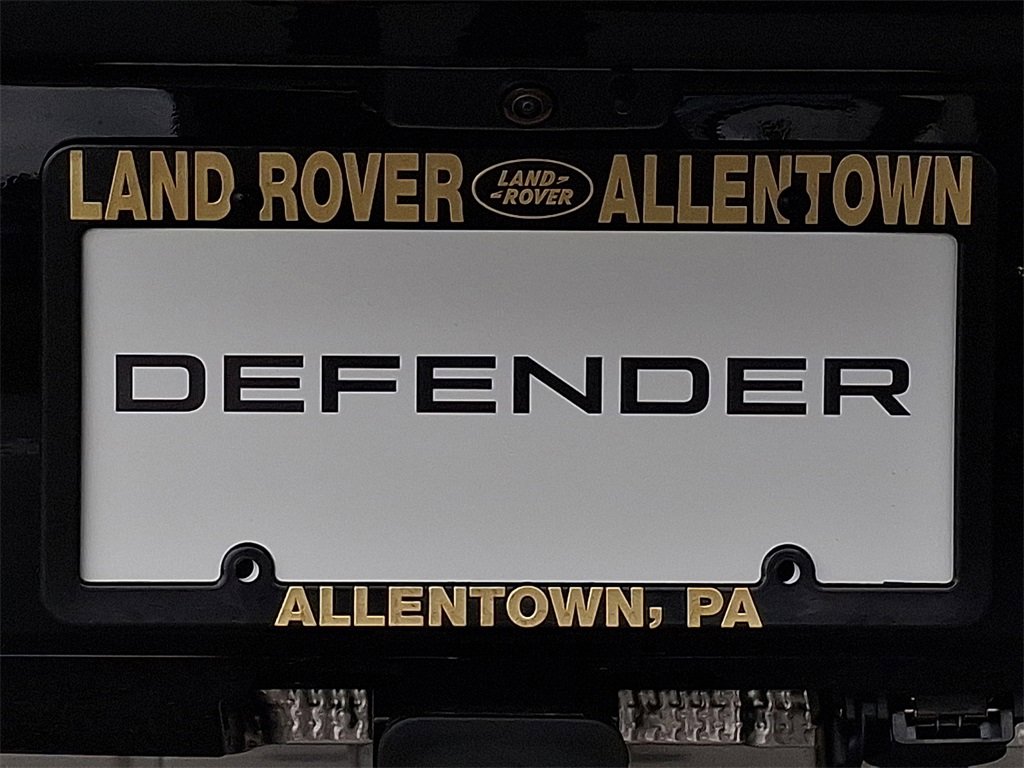 LAND ROVER LAND ROVER ALLENTOWN
DEFENDER
ALLENTOWN, PA